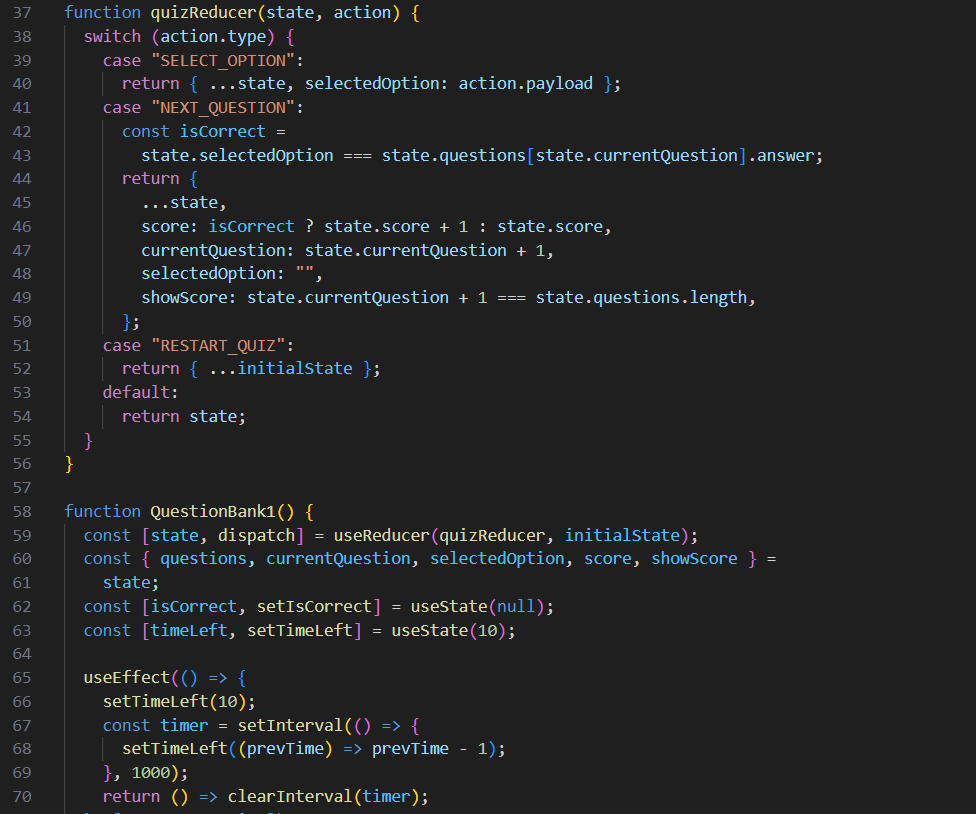 37 function quizReducer(state, action) {
38 switch (action.type) {
39 case "SELECT_OPTION":
40 return { ...state, selectedOption: action.payload };
41 case "NEXT_QUESTION":
42 const isCorrect =
43 state.selectedOption === state.questions[state.currentQuestion].answer;
44 return {
45 ...state,
46 score: isCorrect ? state.score + 1 : state.score,
47 currentQuestion: state.currentQuestion + 1,
48 selectedOption: "",
49 showScore: state.currentQuestion + 1 === state.questions.length,
50 };
51 case "RESTART_QUIZ":
52 return { ...initialState };
53 default:
54 return state;
55 }
56 }
57
58 function QuestionBank1() {
59 const [state, dispatch] = useReducer(quizReducer, initialState);
60 const { questions, currentQuestion, selectedOption, score, showScore } =
61 state;
62 const [isCorrect, setIsCorrect] = useState(null);
63 const [timeLeft, setTimeLeft] = useState(10);
64
65 useEffect(() => {
66 setTimeLeft(10);
67 const timer = setInterval(() => {
68 setTimeLeft((prevTime) => prevTime - 1);
69 }, 1000);
70 return () => clearInterval(timer);